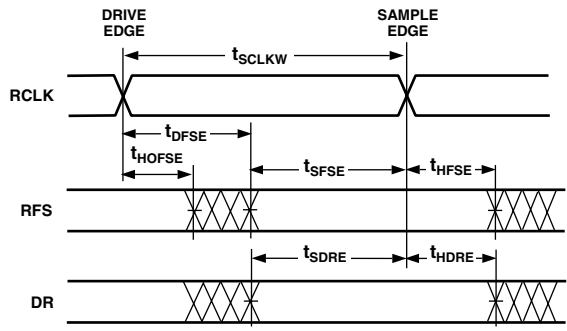 DRIVE EDGE
SAMPLE EDGE
tSCLKW
RCLK
tDFSE
tHOFSE
tSFSE
tHFSE
RFS
tSDRE
tHDRE
DR